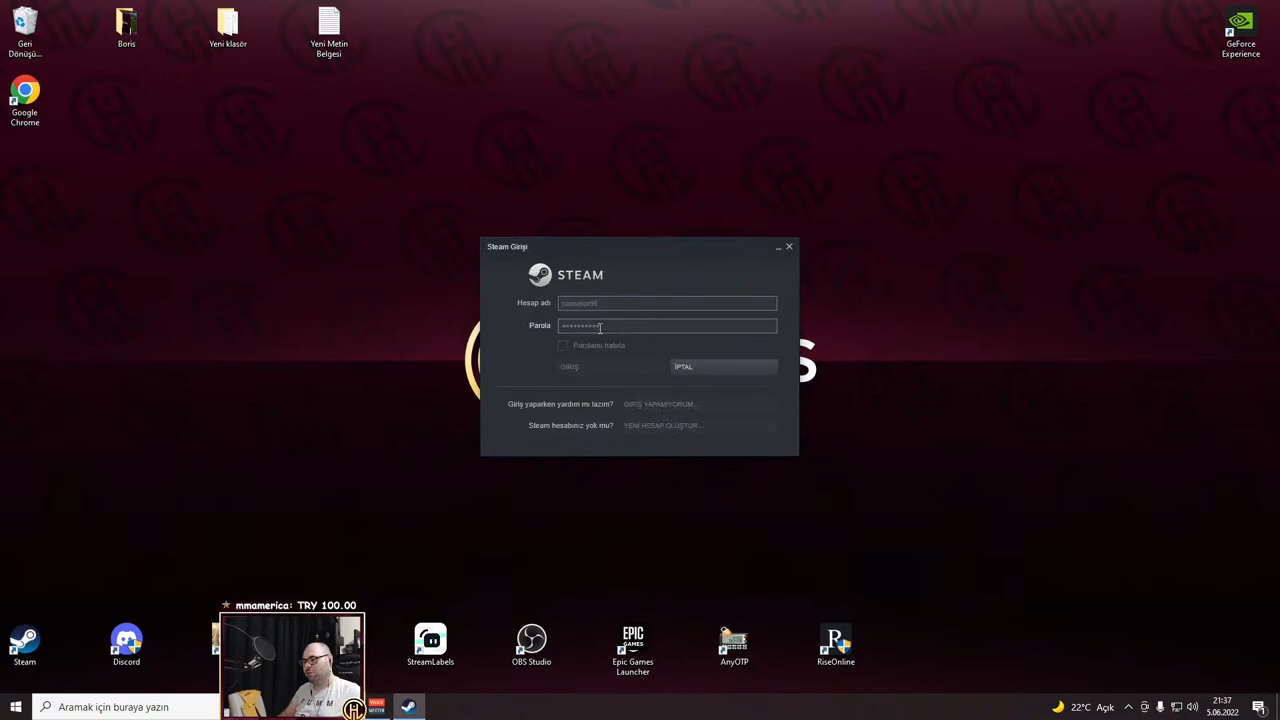 Geri
Dönüşü...
Boris
Yeni klasör
Yeni Metin
Belgesi
GeForce
Experience
Google
Chrome
Steam Girişi
STEAM
Hesap adı
Parola
**********
Parolamı hatırla
GİRİŞ
İPTAL
Giriş yaparken yardım mı lazım?
GİRİŞ YAPAMIYORUM...
Steam hesabınız yok mu?
YENİ HESAP OLUŞTUR...
mmamerica: TRY 100.00
Steam
Discord
StreamLabels
OBS Studio
EPIC
GAMES
Epic Games
Launcher
AnyOTP
RiseOnline
Aramak için buraya yazın
22°C Açık
21:37
5.06.2022